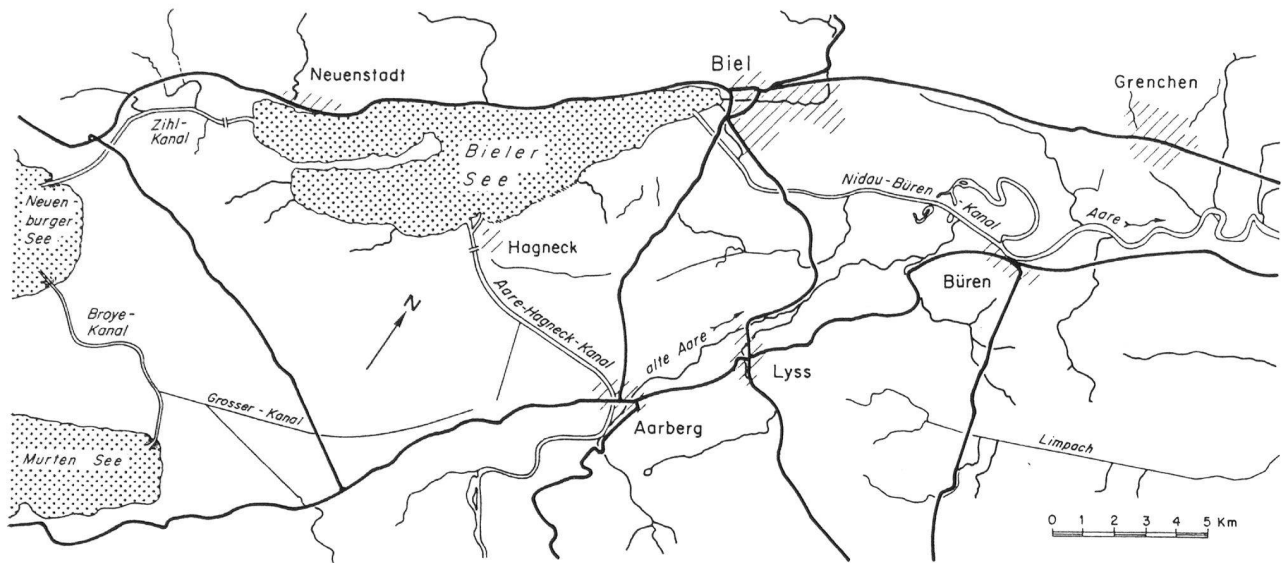 Neuenstadt
Biel
Grenchen
Zihl-
Kanal
Bieler
See
Neuen
burger-
See
Nidau-Büren
-Kanal
Aare
Hagneck
Büren
Broye-
Kanal
N
Aare-Hagneck-Kanal
alte Aare
Lyss
Grosser-Kanal
Aarberg
Limpach
Murten See
0 1 2 3 4 5 Km